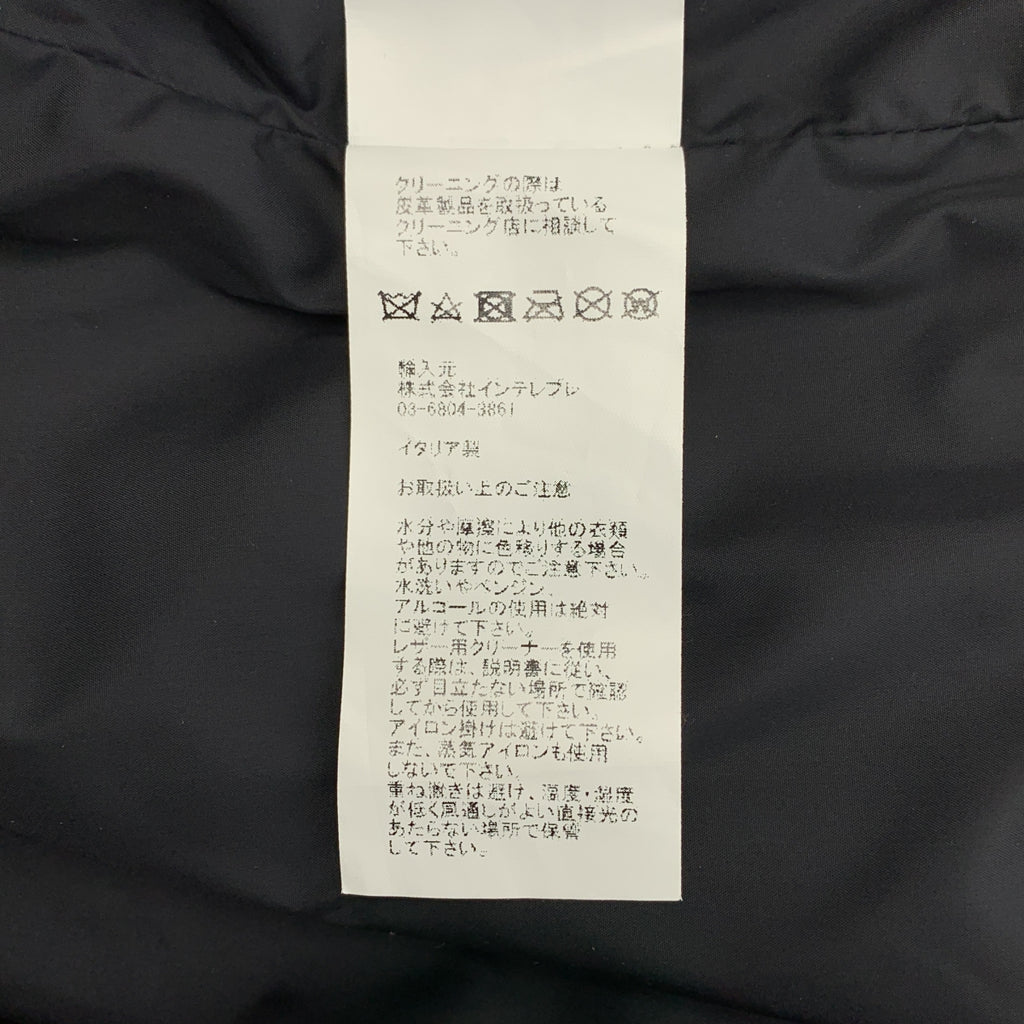 クリーニングの際は
皮革製品を取扱っている
クリーニング店に相談して
下さい。
輸入元
株式会社インテレプレ
03-6804-3861
イタリア製
お取扱い上のご注意
水分や摩擦により他の衣類
や他の物に色移りする場合
がありますのでご注意下さい。
水洗いやベンジン、
アルコールの使用は絶対
に避けて下さい。
レザー用クリーナーを使用
する際は、説明書に従い、
必ず目立たない場所で確認
してから使用して下さい。
アイロン掛けは避けて下さい。
また、蒸気アイロンも使用
しないで下さい。
重ね置きは避け、温度・湿度
が低く風通しがよい直接光の
あたらない場所で保管
して下さい。